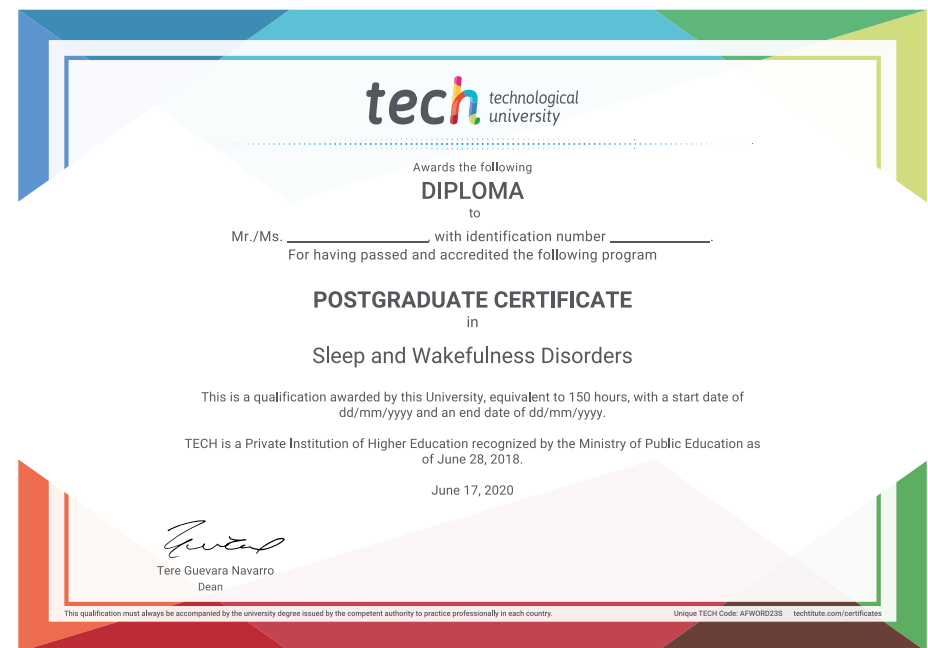 tech technological
university
Awards the following
DIPLOMA
to
Mr./Ms. ____________________, with identification number ______________.
For having passed and accredited the following program
POSTGRADUATE CERTIFICATE
in
Sleep and Wakefulness Disorders
This is a qualification awarded by this University, equivalent to 150 hours, with a start date of
dd/mm/yyyy and an end date of dd/mm/yyyy.
TECH is a Private Institution of Higher Education recognized by the Ministry of Public Education as
of June 28, 2018.
June 17, 2020
Tere Guevara Navarro
Dean
This qualification must always be accompanied by the university degree issued by the competent authority to practice professionally in each country. Unique TECH Code: AFWORD23S techtitute.com/certificates